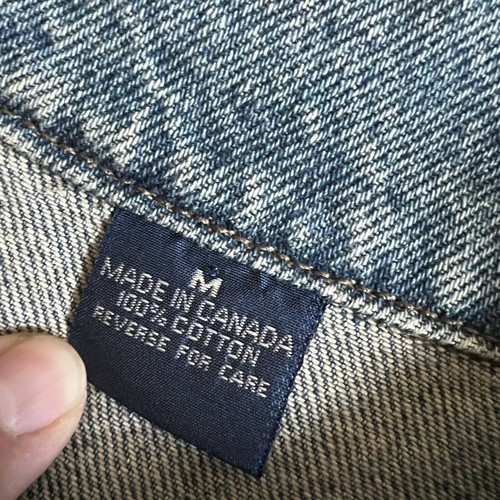 M
MADE IN CANADA
100% COTTON
REVERSE FOR CARE